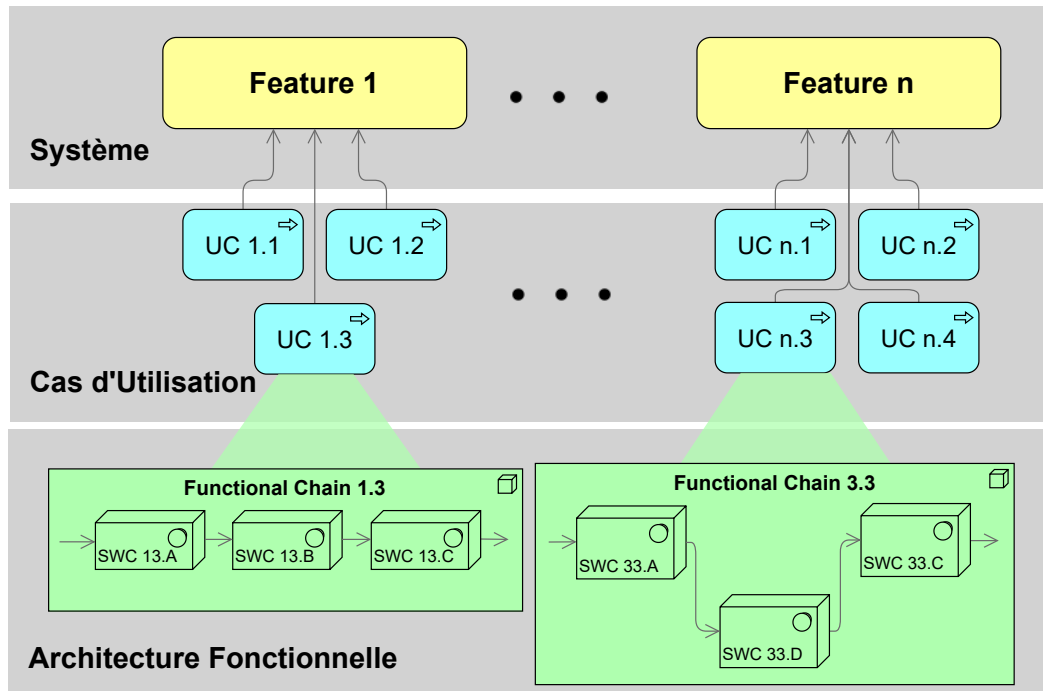 Feature 1
Feature n
Système
UC 1.1
UC 1.2
UC n.1
UC n.2
UC 1.3
UC n.3
UC n.4
Cas d'Utilisation
Functional Chain 1.3
Functional Chain 3.3
SWC 13.A
SWC 13.B
SWC 13.C
SWC 33.A
SWC 33.C
SWC 33.D
Architecture Fonctionnelle